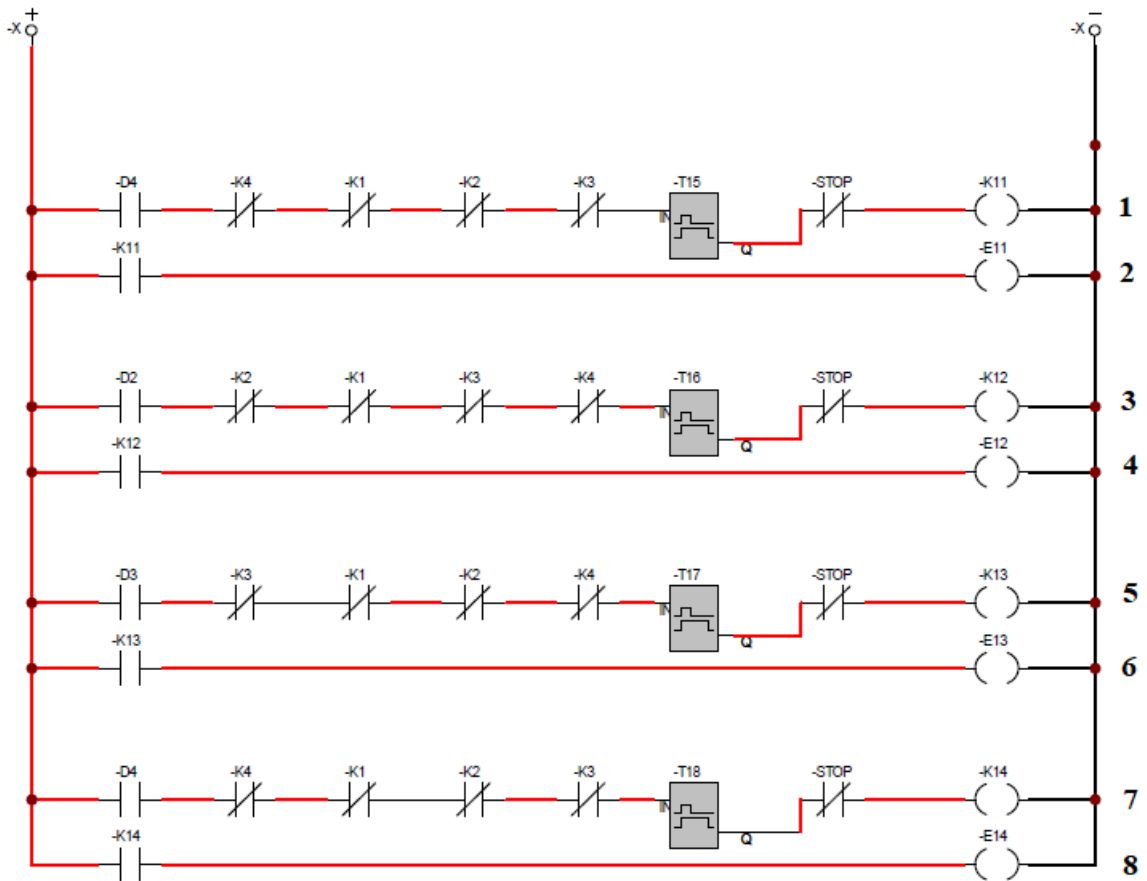 + −
-X -X
-D4 -K4 -K1 -K2 -K3 -T15 -STOP -K11
IN 1
Q
-K11 -E11
2
-D2 -K2 -K1 -K3 -K4 -T16 -STOP -K12
IN 3
Q
-K12 -E12
4
-D3 -K3 -K1 -K2 -K4 -T17 -STOP -K13
IN 5
Q
-K13 -E13
6
-D4 -K4 -K1 -K2 -K3 -T18 -STOP -K14
IN 7
Q
-K14 -E14
8